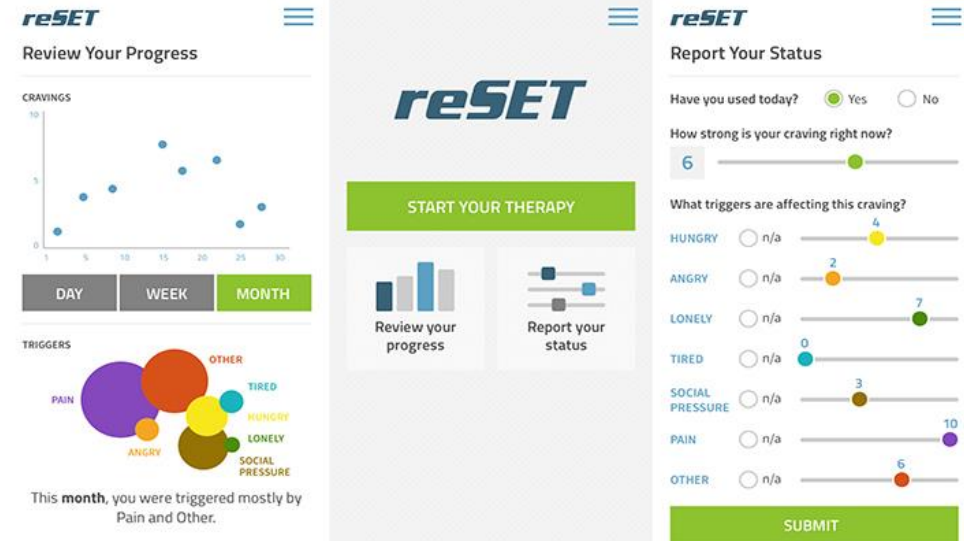 reSET
Review Your Progress
CRAVINGS
10
5
0
1 5 10 15 20 25 30
DAY WEEK MONTH
TRIGGERS
OTHER
PAIN
TIRED
HUNGRY
LONELY
ANGRY
SOCIAL
PRESSURE
This month, you were triggered mostly by
Pain and Other.
reSET
START YOUR THERAPY
Review your
progress
Report your
status
reSET
Report Your Status
Have you used today? Yes No
How strong is your craving right now?
6
What triggers are affecting this craving?
4
HUNGRY n/a
2
ANGRY n/a
7
LONELY n/a
0
TIRED n/a
3
SOCIAL
PRESSURE n/a
10
PAIN n/a
6
OTHER n/a
SUBMIT